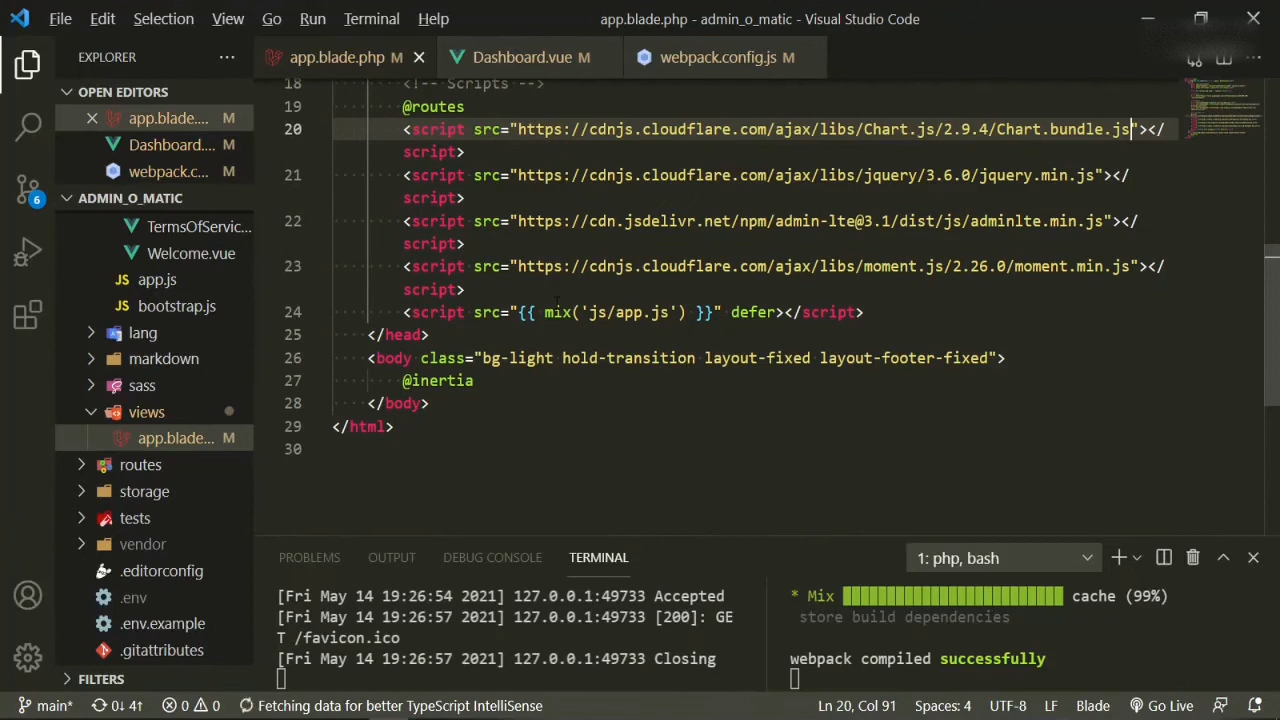 File Edit Selection View Go Run Terminal Help
app.blade.php - admin_o_matic - Visual Studio Code
EXPLORER
OPEN EDITORS
app.blade.... M
Dashboard.... M
webpack.c... M
ADMIN_O_MATIC
TermsOfServic...
Welcome.vue
JS app.js
JS bootstrap.js
lang
markdown
sass
views
app.blade.... M
routes
storage
tests
vendor
.editorconfig
.env
.env.example
.gitattributes
FILTERS
6
app.blade.php M
Dashboard.vue M
webpack.config.js M
18 <!-- Scripts -->
19 @routes
20 <script src="https://cdnjs.cloudflare.com/ajax/libs/Chart.js/2.9.4/Chart.bundle.js"></
script>
21 <script src="https://cdnjs.cloudflare.com/ajax/libs/jquery/3.6.0/jquery.min.js"></
script>
22 <script src="https://cdn.jsdelivr.net/npm/admin-lte@3.1/dist/js/adminlte.min.js"></
script>
23 <script src="https://cdnjs.cloudflare.com/ajax/libs/moment.js/2.26.0/moment.min.js"></
script>
24 <script src="{{ mix('js/app.js') }}" defer></script>
25 </head>
26 <body class="bg-light hold-transition layout-fixed layout-footer-fixed">
27 @inertia
28 </body>
29 </html>
30
PROBLEMS OUTPUT DEBUG CONSOLE TERMINAL
1: php, bash
[Fri May 14 19:26:54 2021] 127.0.0.1:49733 Accepted
[Fri May 14 19:26:57 2021] 127.0.0.1:49733 [200]: GE
T /favicon.ico
[Fri May 14 19:26:57 2021] 127.0.0.1:49733 Closing
* Mix cache (99%)
store build dependencies
webpack compiled successfully
main* 0↓ 4↑ 0 0 Fetching data for better TypeScript IntelliSense
Ln 20, Col 91 Spaces: 4 UTF-8 LF Blade Go Live